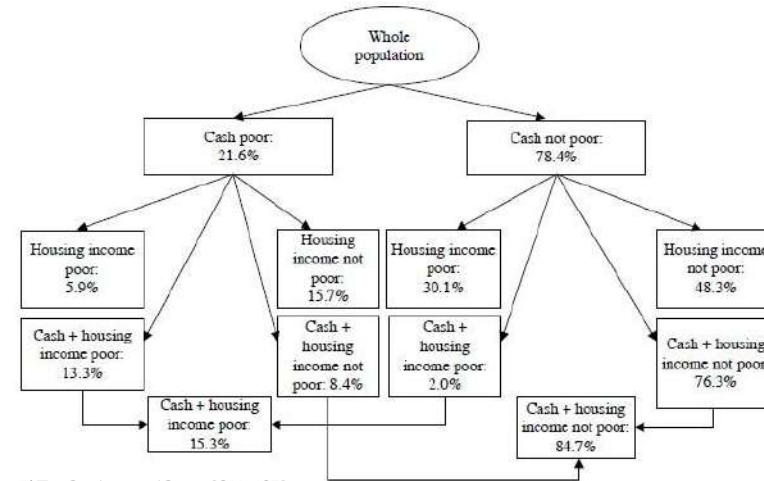 Whole
population
Cash poor:
21.6%
Cash not poor:
78.4%
Housing income
poor:
5.9%
Housing
income not
poor:
15.7%
Housing income
poor:
30.1%
Housing income
not poor:
48.3%
Cash + housing
income poor:
13.3%
Cash +
housing
income not
poor: 8.4%
Cash +
housing
income poor:
2.0%
Cash + housing
income not poor:
76.3%
Cash + housing
income poor:
15.3%
Cash + housing
income not poor:
84.7%